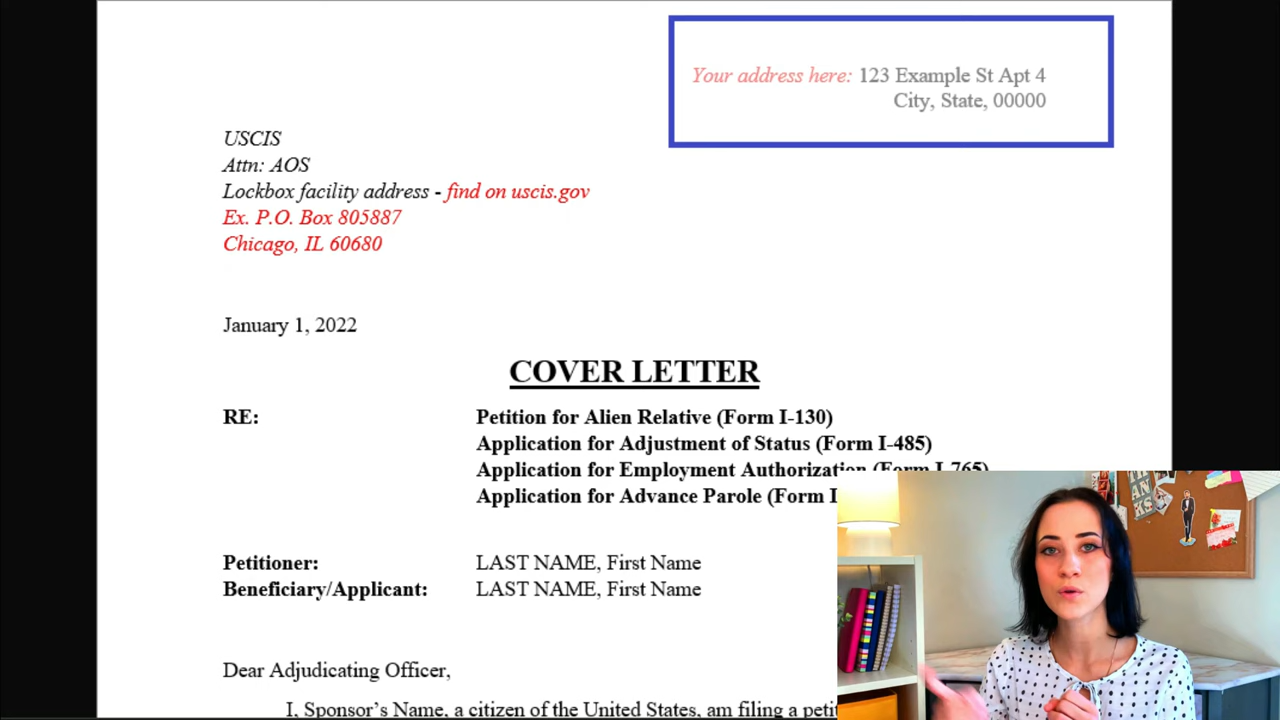 Your address here: 123 Example St Apt 4
City, State, 00000
USCIS
Attn: AOS
Lockbox facility address - find on uscis.gov
Ex. P.O. Box 805887
Chicago, IL 60680
January 1, 2022
COVER LETTER
RE: Petition for Alien Relative (Form I-130)
Application for Adjustment of Status (Form I-485)
Application for Employment Authorization (Form I-765)
Application for Advance Parole (Form I
Petitioner: LAST NAME, First Name
Beneficiary/Applicant: LAST NAME, First Name
Dear Adjudicating Officer,
I, Sponsor's Name, a citizen of the United States, am filing a peti